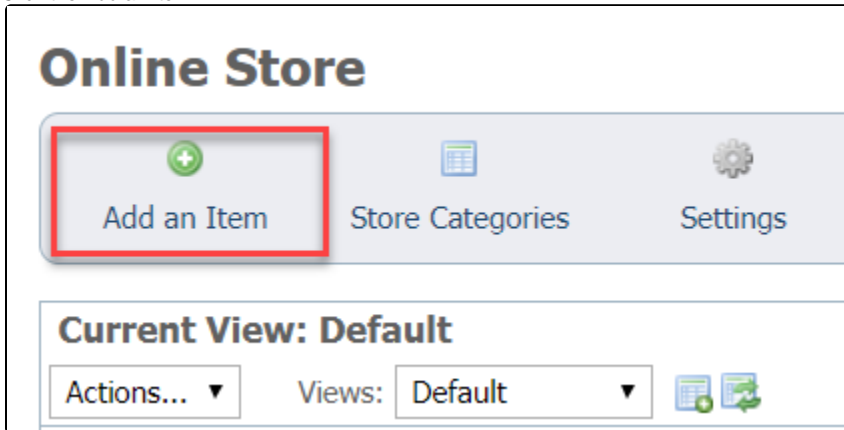 Online Store
Add an Item Store Categories Settings
Current View: Default
Actions... Views: Default